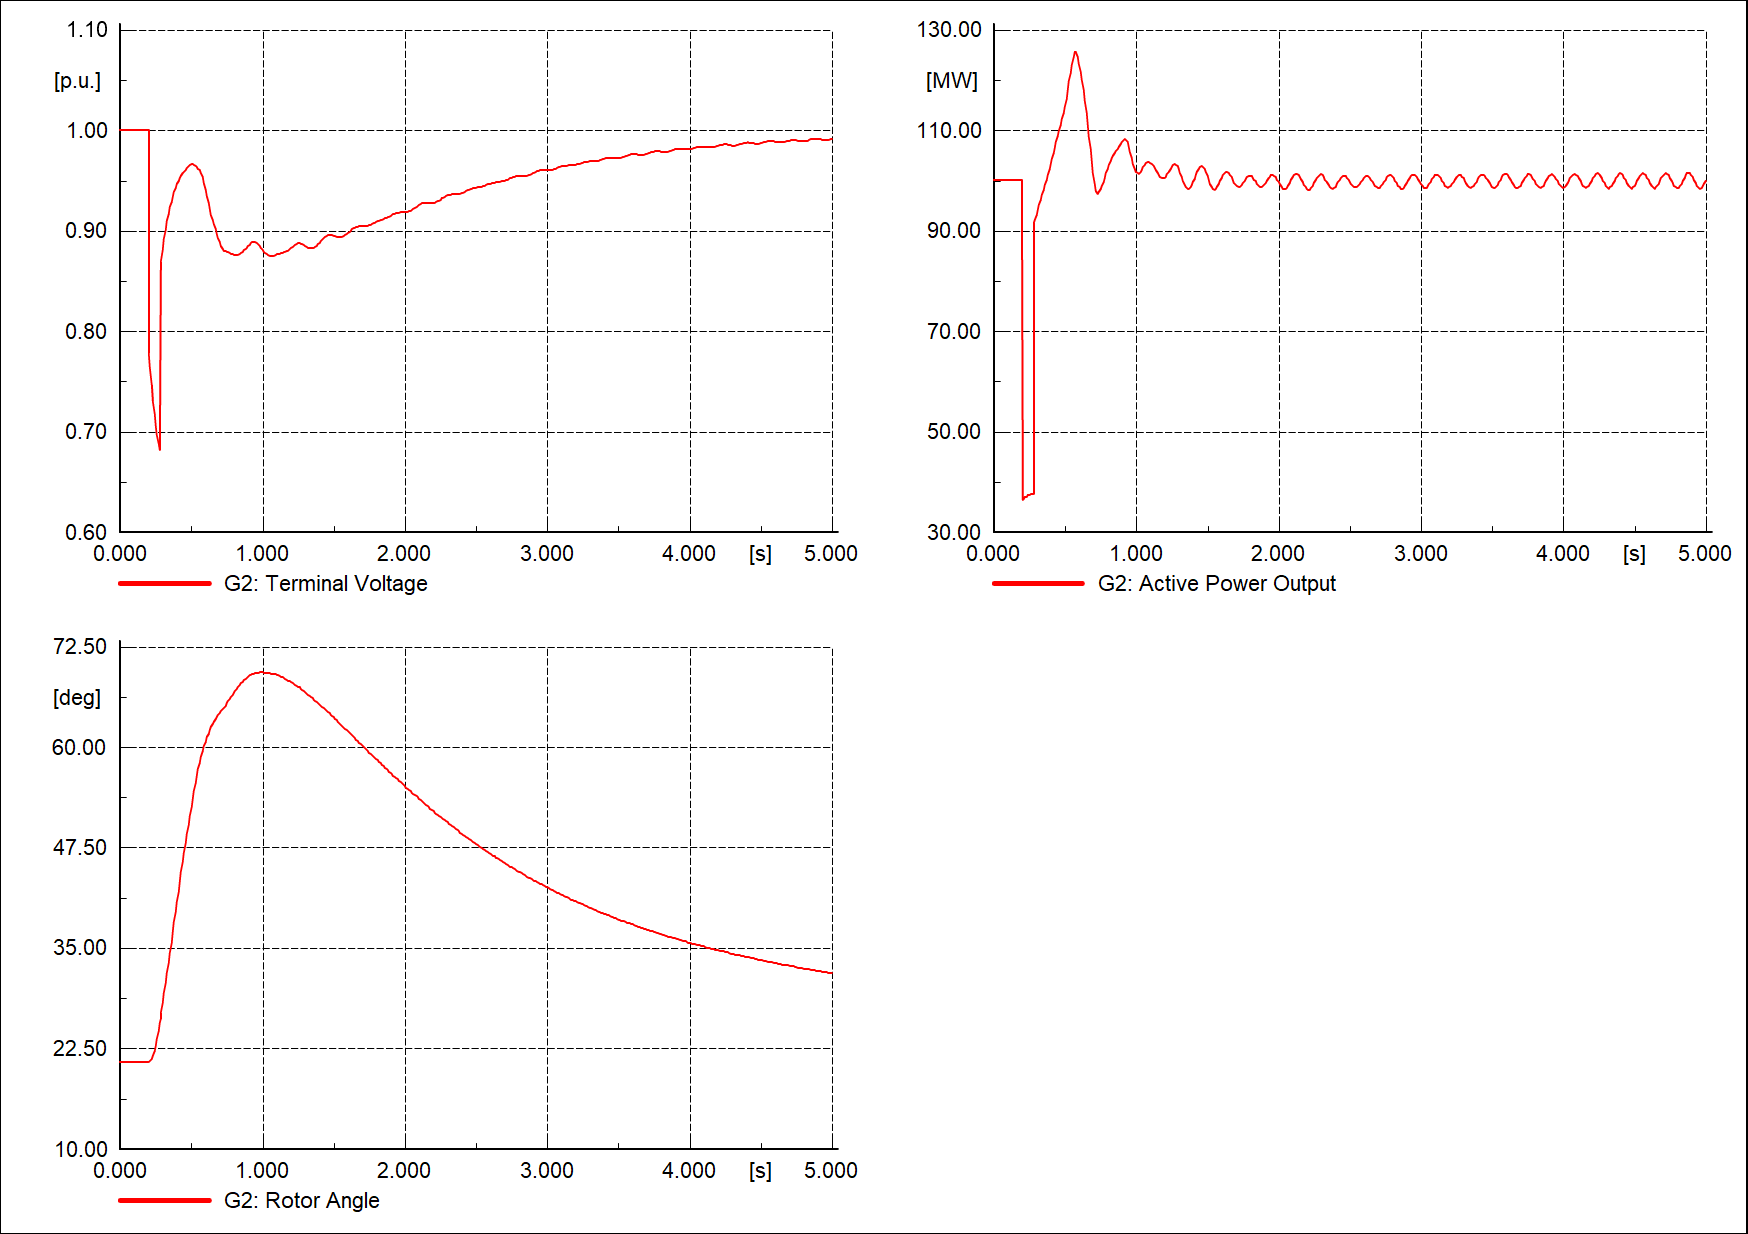 1.10
[p.u.]
1.00
0.90
0.80
0.70
0.60
0.000 1.000 2.000 3.000 4.000 [s] 5.000
G2: Terminal Voltage
130.00
[MW]
110.00
90.00
70.00
50.00
30.00
0.000 1.000 2.000 3.000 4.000 [s] 5.000
G2: Active Power Output
72.50
[deg]
60.00
47.50
35.00
22.50
10.00
0.000 1.000 2.000 3.000 4.000 [s] 5.000
G2: Rotor Angle